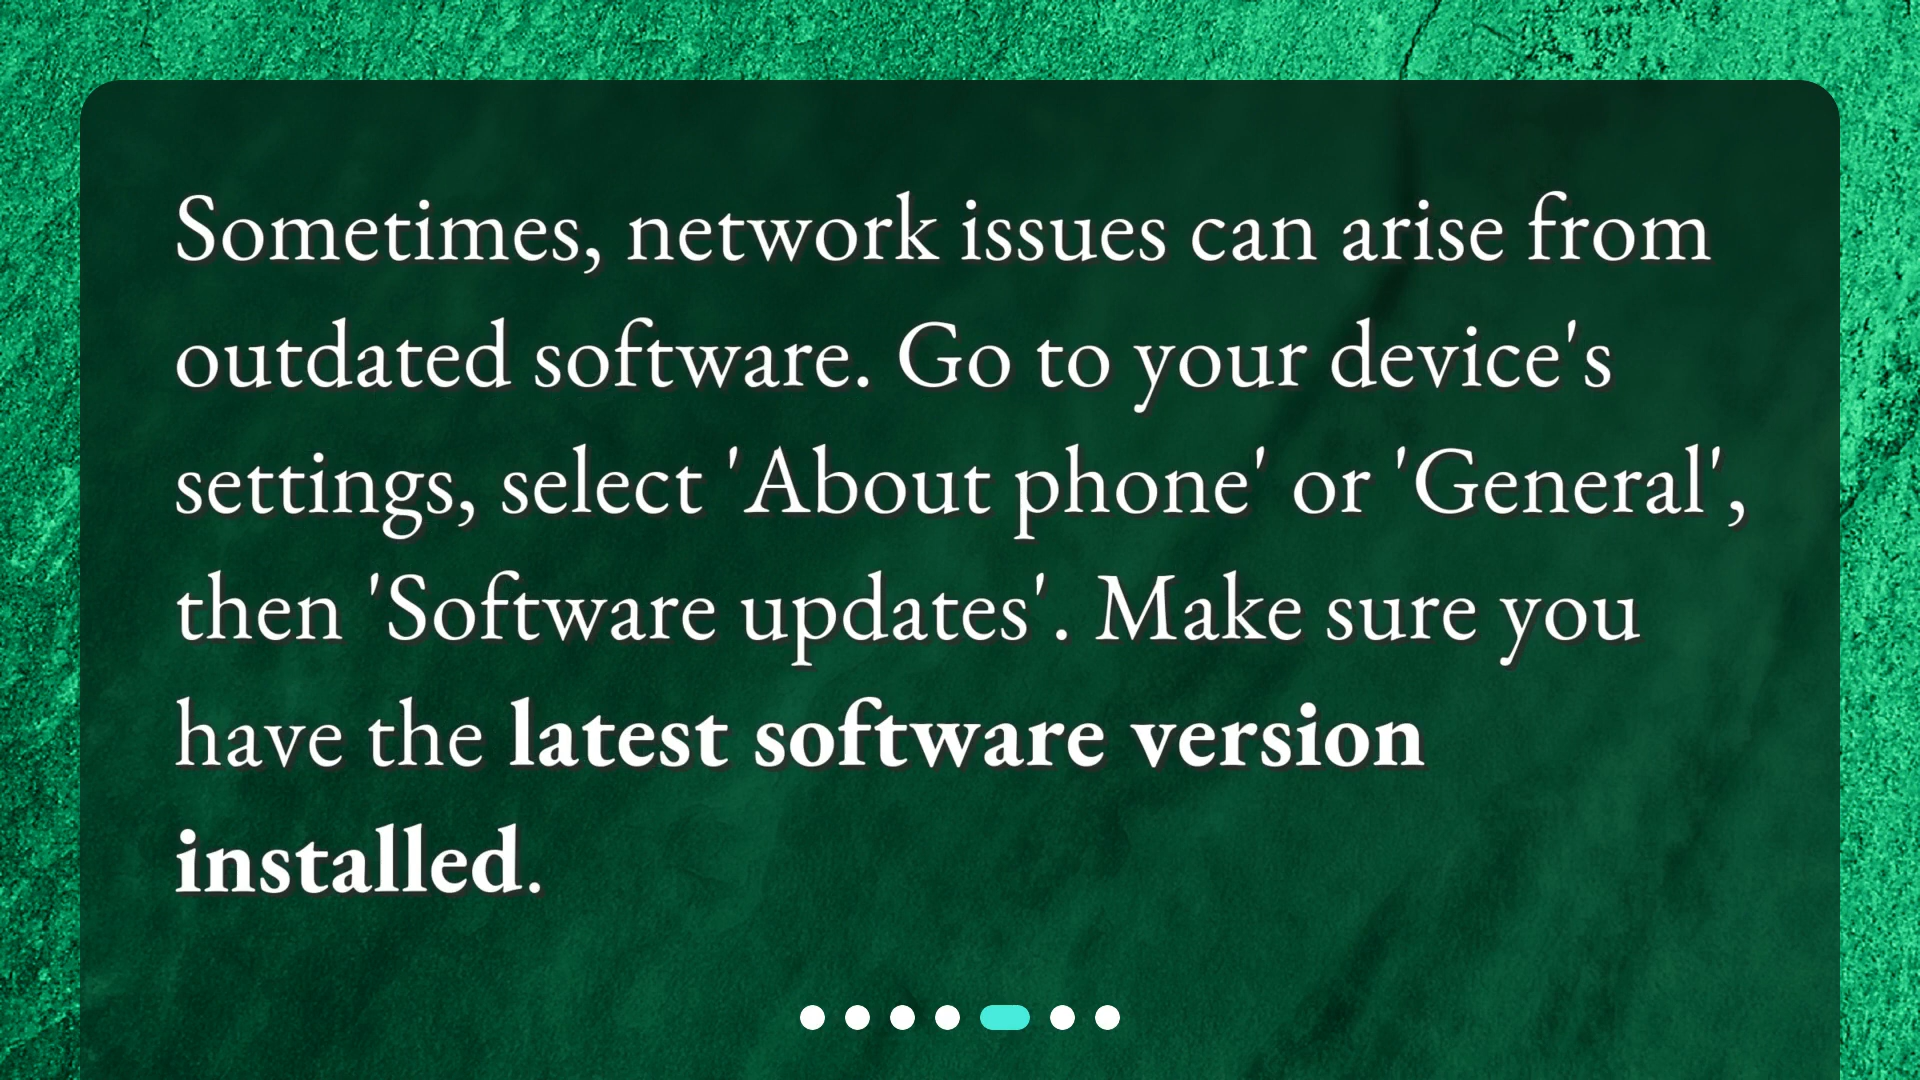 Sometimes, network issues can arise from
outdated software. Go to your device's
settings, select 'About phone' or 'General',
then 'Software updates'. Make sure you
have the latest software version
installed.